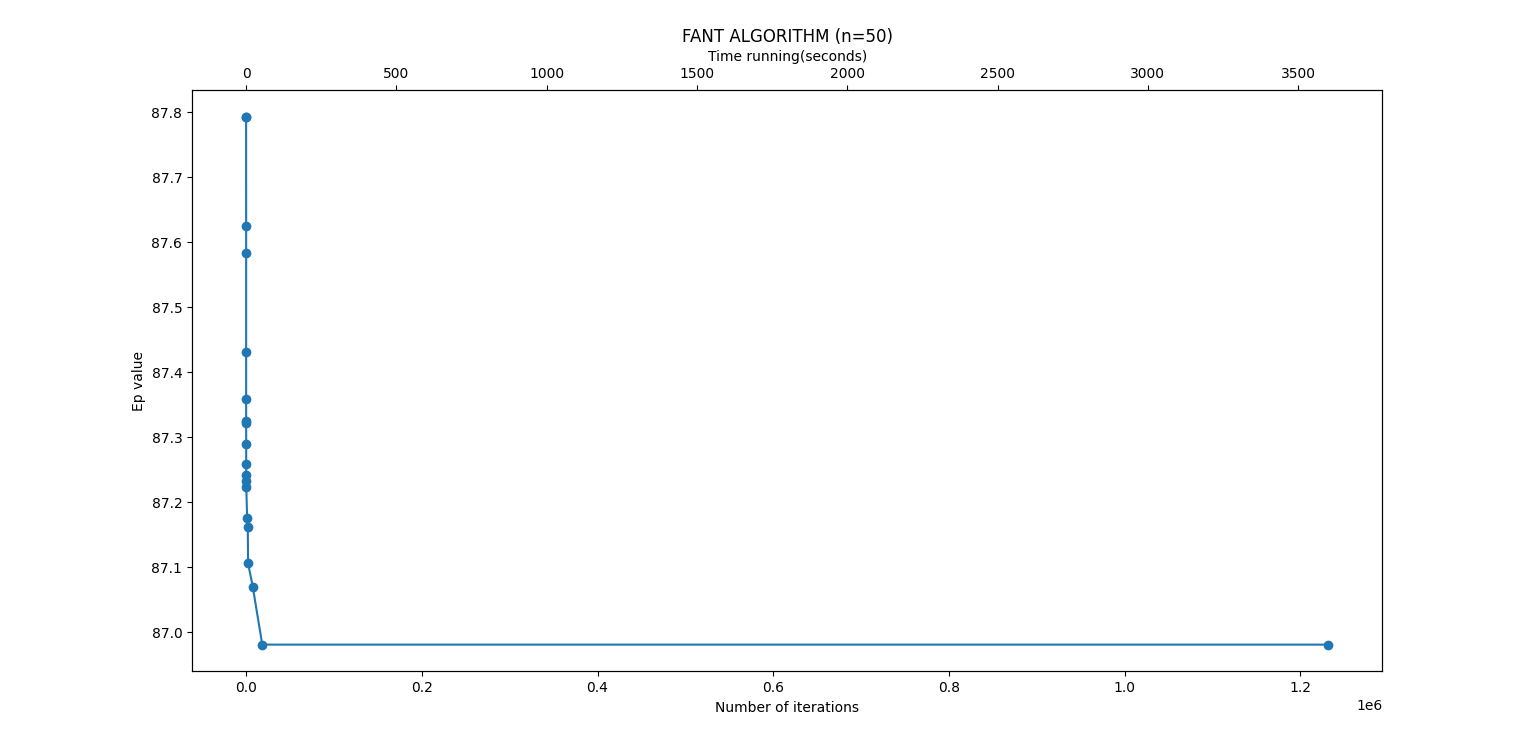 FANT ALGORITHM (n=50)
Time running(seconds)
0 500 1000 1500 2000 2500 3000 3500
87.8
87.7
87.6
87.5
87.4
87.3
87.2
87.1
87.0
Ep value
0.0 0.2 0.4 0.6 0.8 1.0 1.2
1e6
Number of iterations